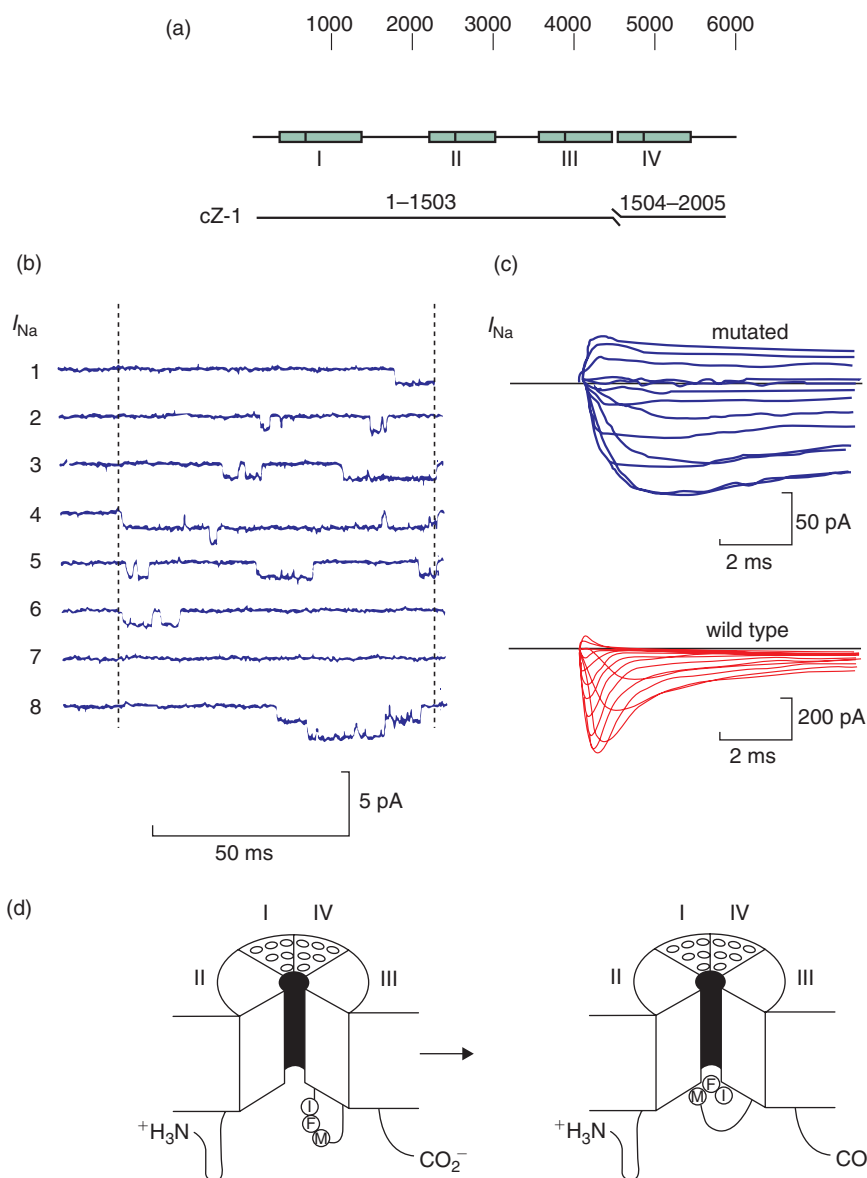 (a)
1000 2000 3000 4000 5000 6000
I II III IV
cZ-1 1–1503 1504–2005
(b)
I_Na
1
2
3
4
5
6
7
8
5 pA
50 ms
(c)
I_Na
mutated
50 pA
2 ms
wild type
200 pA
2 ms
(d)
I IV
II III
I
F
M
⁺H₃N
CO₂⁻
I IV
II III
F
M I
⁺H₃N
CO